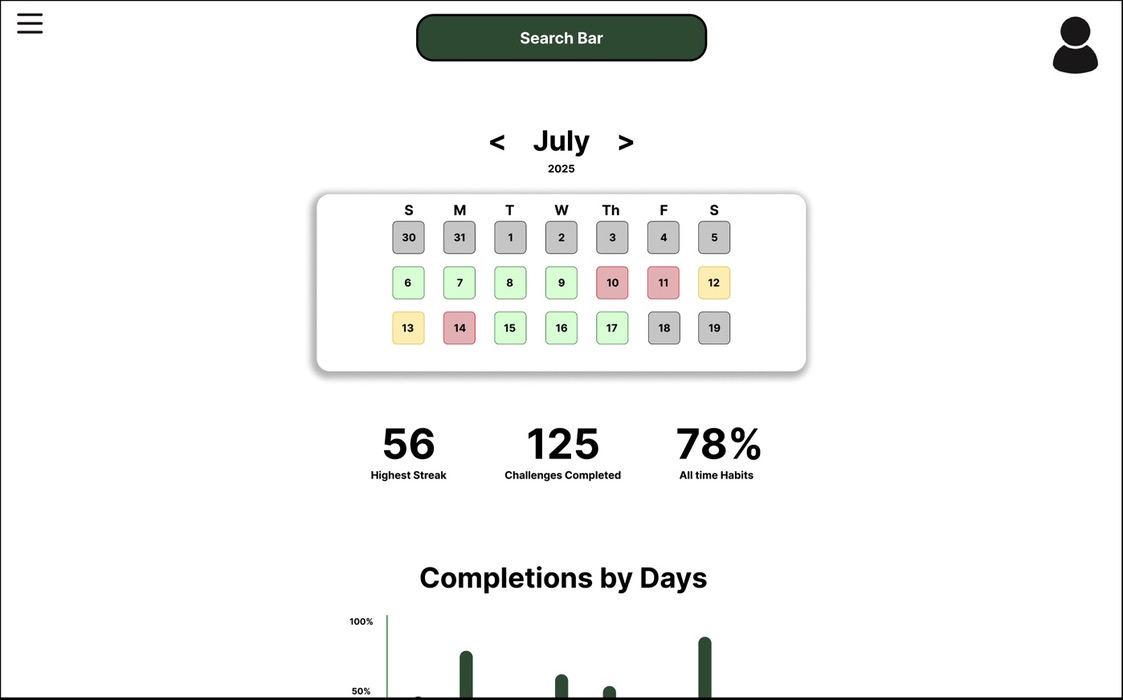 Search Bar
< July >
2025
S M T W Th F S
30 31 1 2 3 4 5
6 7 8 9 10 11 12
13 14 15 16 17 18 19
56 125 78%
Highest Streak Challenges Completed All time Habits
Completions by Days
100%
50%